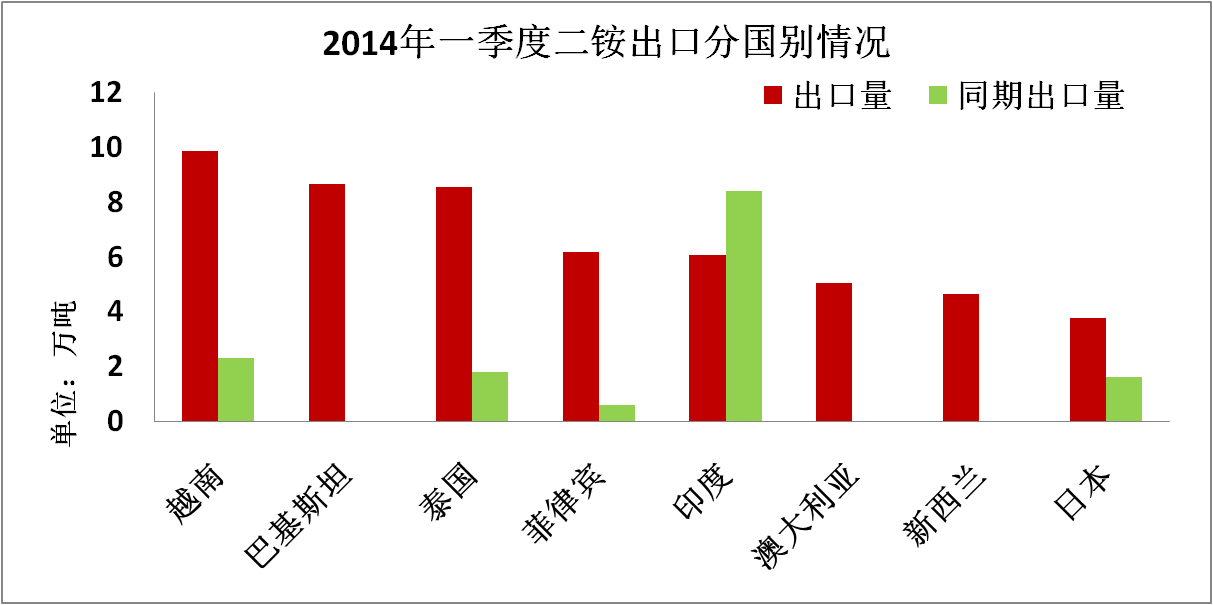 2014年一季度二铵出口分国别情况
出口量
同期出口量
12
10
8
6
4
2
0
单位：万吨
越南
巴基斯坦
泰国
菲律宾
印度
澳大利亚
新西兰
日本